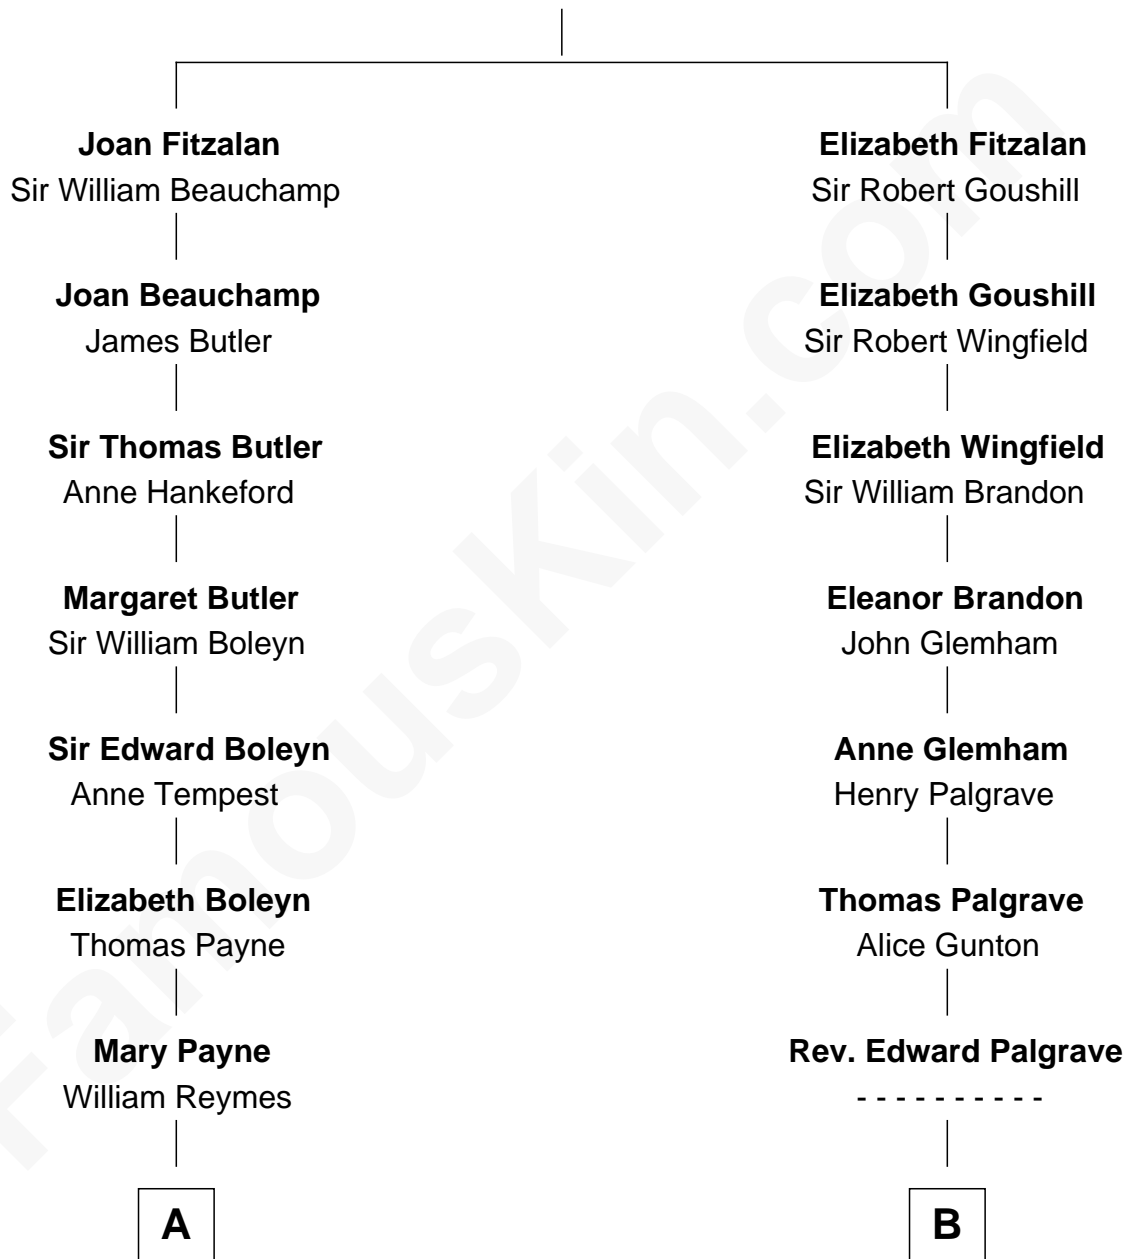 Joan Fitzalan
Sir William Beauchamp
Joan Beauchamp
James Butler
Sir Thomas Butler
Anne Hankeford
Margaret Butler
Sir William Boleyn
Sir Edward Boleyn
Anne Tempest
Elizabeth Boleyn
Thomas Payne
Mary Payne
William Reymes
A
Elizabeth Fitzalan
Sir Robert Goushill
Elizabeth Goushill
Sir Robert Wingfield
Elizabeth Wingfield
Sir William Brandon
Eleanor Brandon
John Glemham
Anne Glemham
Henry Palgrave
Thomas Palgrave
Alice Gunton
Rev. Edward Palgrave
- - - - - - - - - -
B
FamousKin.com